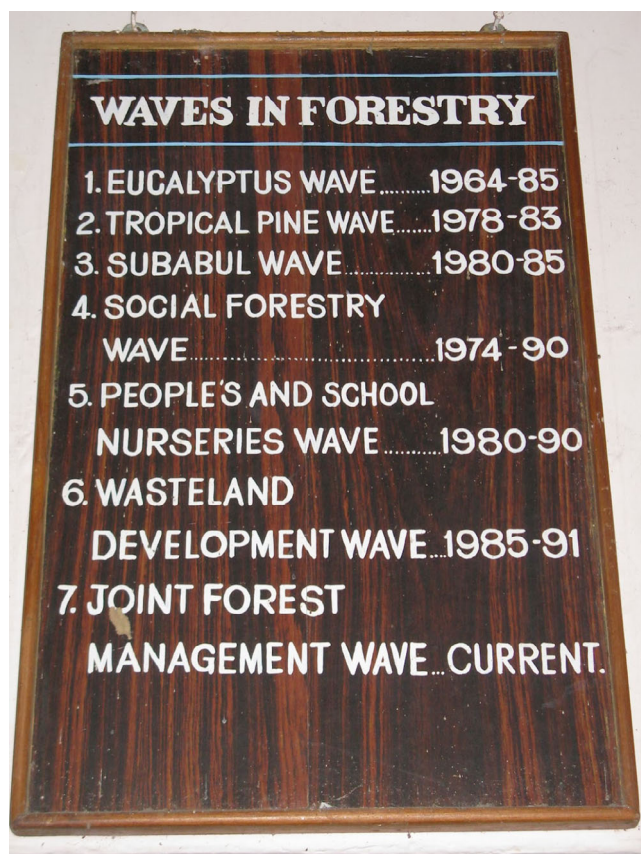 WAVES IN FORESTRY
1. EUCALYPTUS WAVE.........1964-85
2. TROPICAL PINE WAVE.......1978-83
3. SUBABUL WAVE..............1980-85
4. SOCIAL FORESTRY
WAVE.....................................1974-90
5. PEOPLE'S AND SCHOOL
NURSERIES WAVE..........1980-90
6. WASTELAND
DEVELOPMENT WAVE...1985-91
7. JOINT FOREST
MANAGEMENT WAVE...CURRENT.